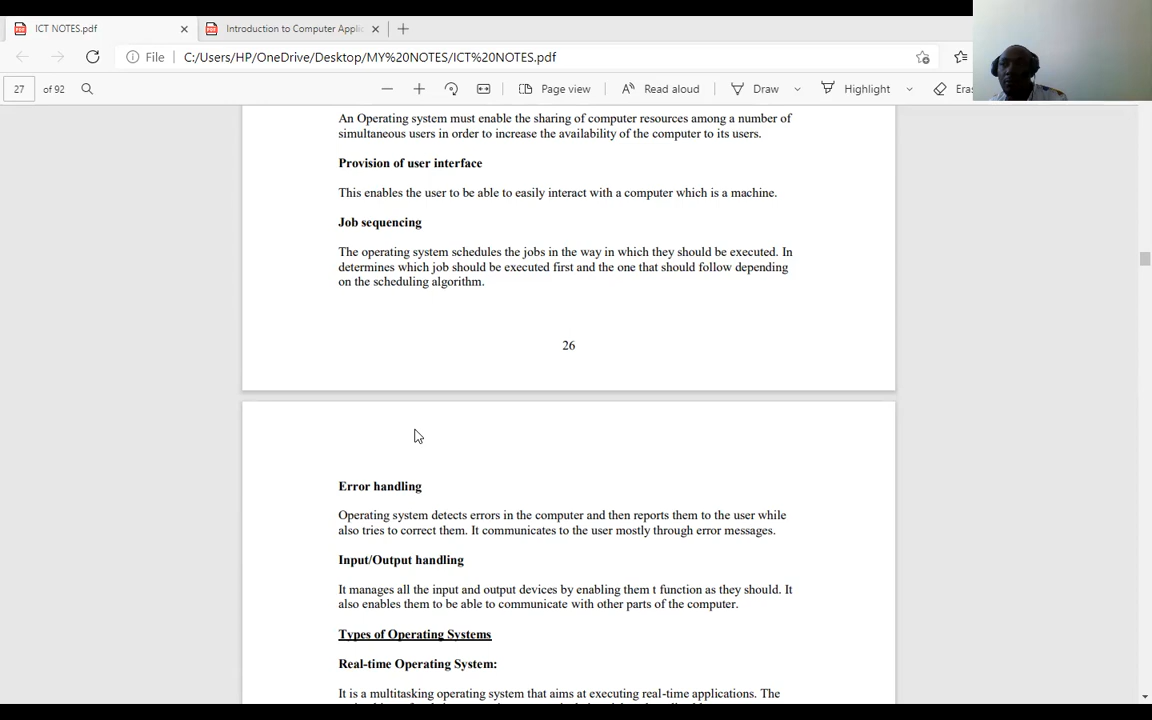 ICT NOTES.pdf
Introduction to Computer Applic
File
C:/Users/HP/OneDrive/Desktop/MY%20NOTES/ICT%20NOTES.pdf
27 of 92
Page view
Read aloud
Draw
Highlight
Eras
An Operating system must enable the sharing of computer resources among a number of
simultaneous users in order to increase the availability of the computer to its users.
Provision of user interface
This enables the user to be able to easily interact with a computer which is a machine.
Job sequencing
The operating system schedules the jobs in the way in which they should be executed. In
determines which job should be executed first and the one that should follow depending
on the scheduling algorithm.
26
Error handling
Operating system detects errors in the computer and then reports them to the user while
also tries to correct them. It communicates to the user mostly through error messages.
Input/Output handling
It manages all the input and output devices by enabling them t function as they should. It
also enables them to be able to communicate with other parts of the computer.
Types of Operating Systems
Real-time Operating System:
It is a multitasking operating system that aims at executing real-time applications. The